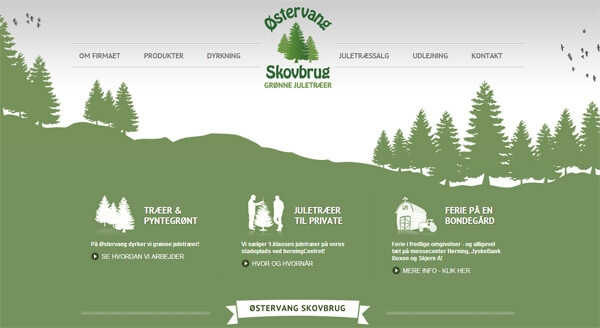 Østervang
Skovbrug
GRØNNE JULETRÆER
OM FIRMAET PRODUKTER DYRKNING JULETRÆSSALG UDLEJNING KONTAKT
TRÆER &
PYNTEGRØNT
På Østervang dyrker vi grønne juletræer!
SE HVORDAN VI ARBEJDER
JULETRÆER
TIL PRIVATE
Vi sælger 1.klasses juletræer på vores
stadeplads ved herningCentret!
HVOR OG HVORNÅR
FERIE PÅ EN
BONDEGÅRD
Ferie i fredlige omgivelser - og alligevel
tæt på messecenter Herning, JyskeBank
Boxen og Skjern Å!
MERE INFO - KLIK HER
ØSTERVANG SKOVBRUG